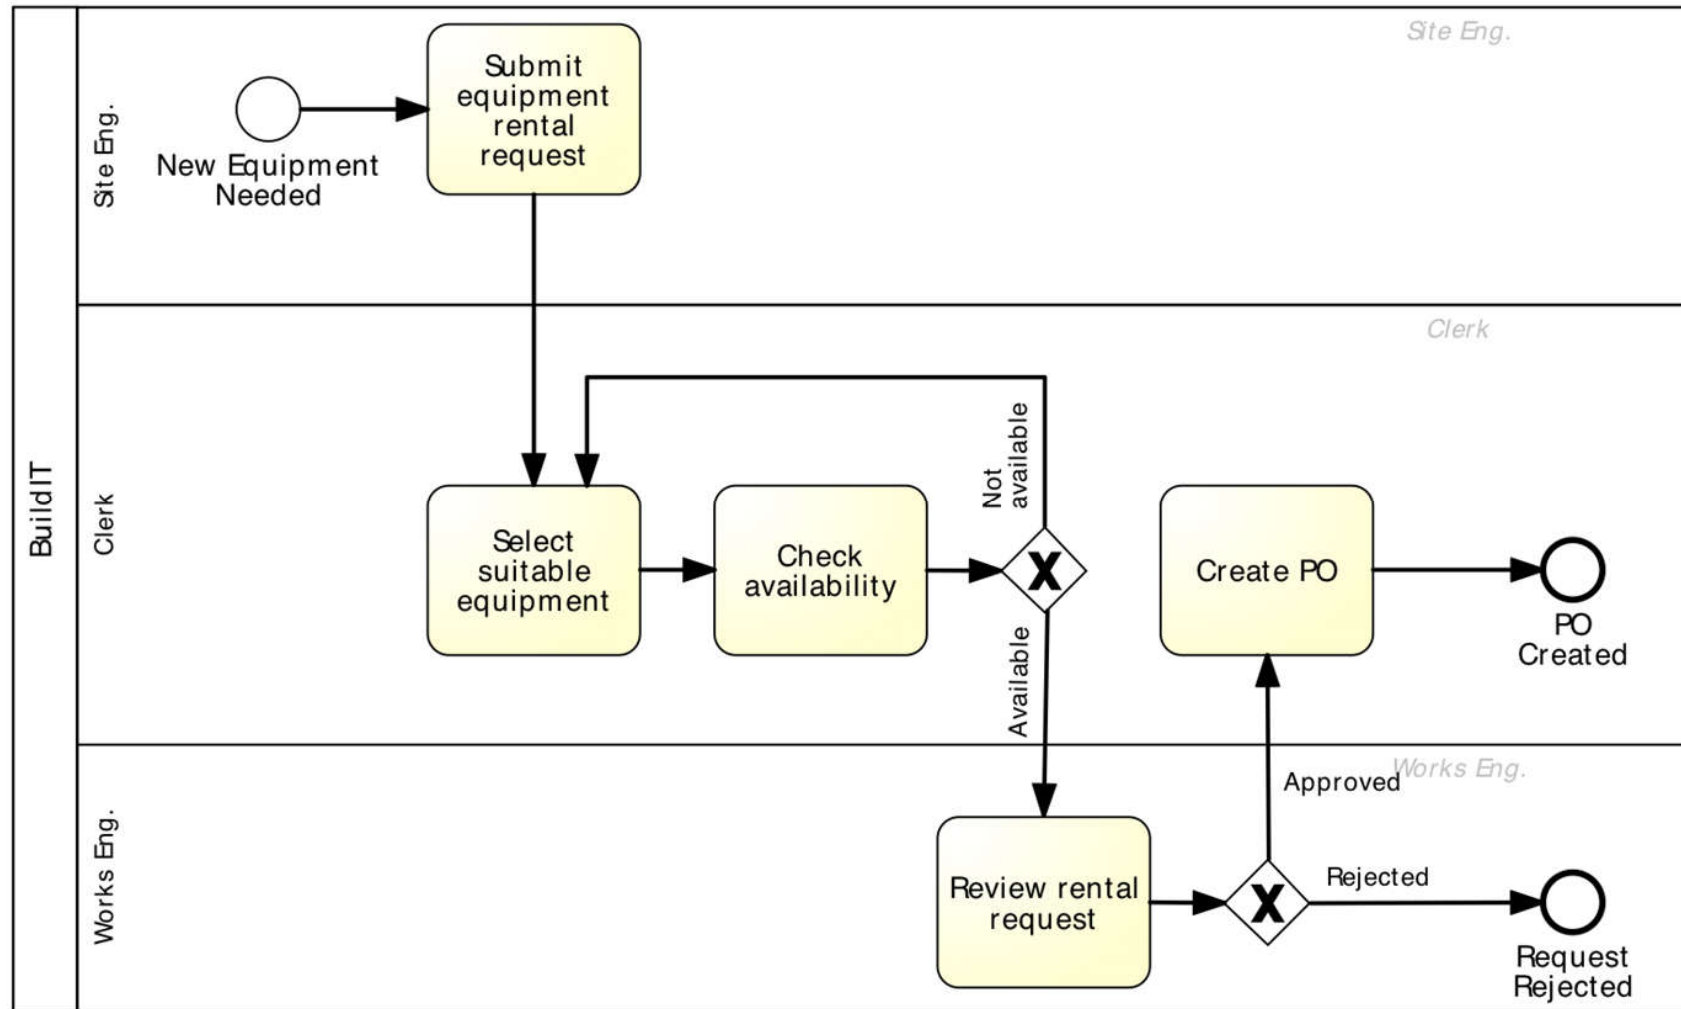 BuildIT
Site Eng.
Site Eng.
New Equipment
Needed
Submit
equipment
rental
request
Clerk
Clerk
Select
suitable
equipment
Check
availability
Not
available
Available
Create PO
PO
Created
Works Eng.
Works Eng.
Review rental
request
Approved
Rejected
Request
Rejected